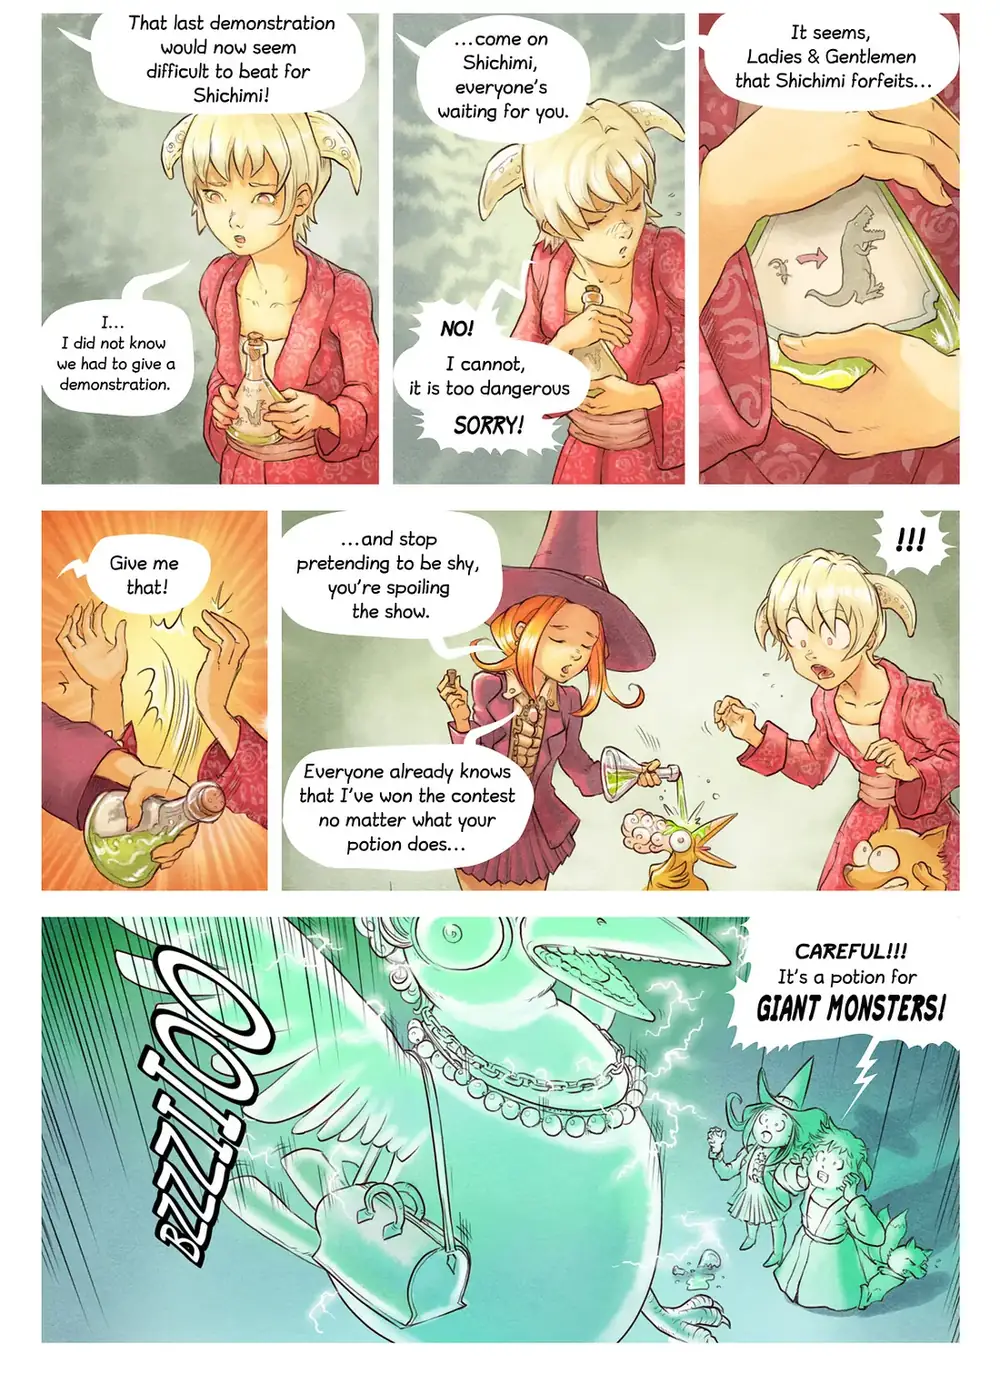 That last demonstration
would now seem
difficult to beat for
Shichimi!
I...
I did not know
we had to give a
demonstration.
...come on
Shichimi,
everyone's
waiting for you.
NO!
I cannot,
it is too dangerous
SORRY!
It seems,
Ladies & Gentlemen
that Shichimi forfeits...
Give me
that!
...and stop
pretending to be shy,
you're spoiling
the show.
Everyone already knows
that I've won the contest
no matter what your
potion does...
!!!
BZZZIIOO
CAREFUL!!!
It's a potion for
GIANT MONSTERS!